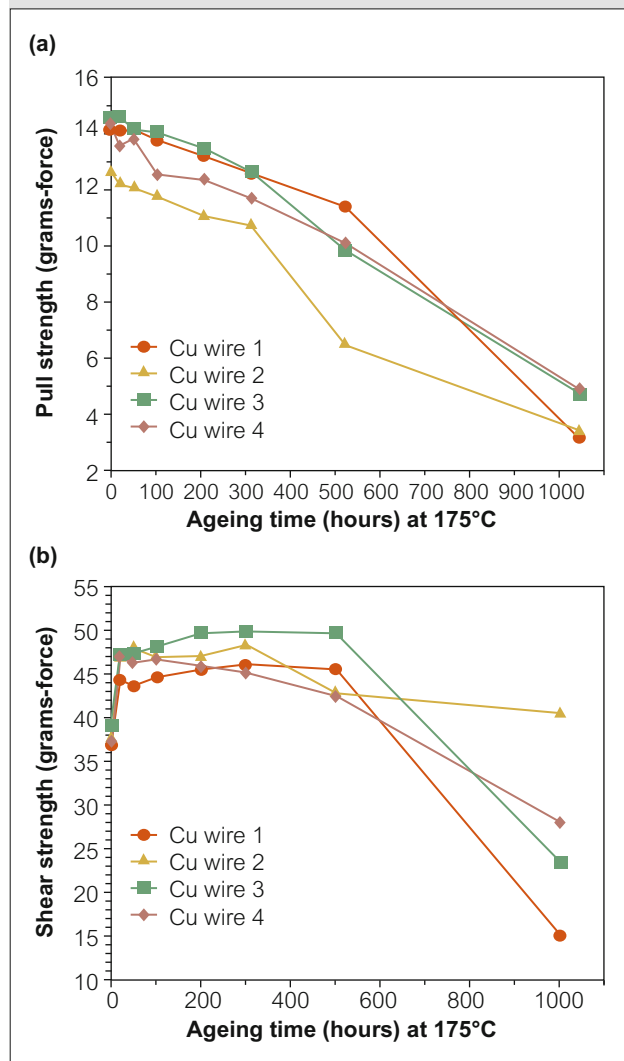 (a)
16
14
12
10
8
6
4
2
Pull strength (grams-force)
Cu wire 1
Cu wire 2
Cu wire 3
Cu wire 4
0 100 200 300 400 500 600 700 800 900 1000
Ageing time (hours) at 175°C
(b)
55
50
45
40
35
30
25
20
15
10
Shear strength (grams-force)
Cu wire 1
Cu wire 2
Cu wire 3
Cu wire 4
0 200 400 600 800 1000
Ageing time (hours) at 175°C